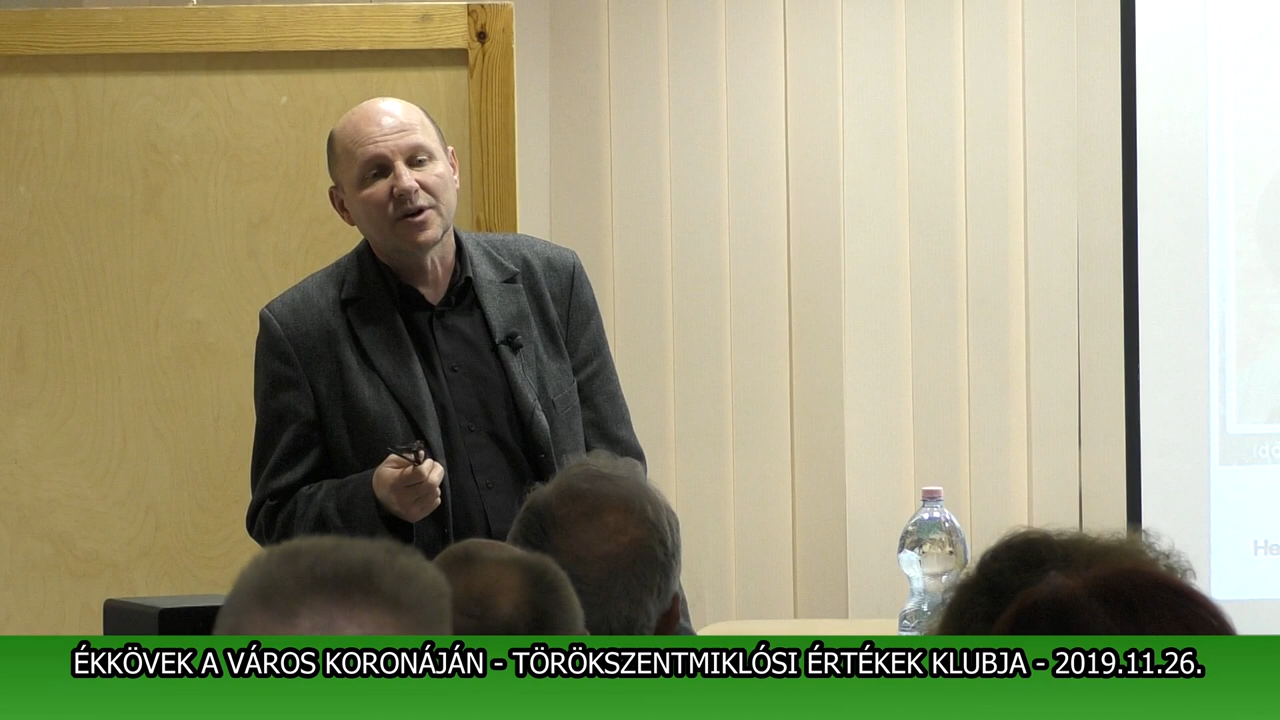 ÉKKÖVEK A VÁROS KORONÁJÁN - TÖRÖKSZENTMIKLÓSI ÉRTÉKEK KLUBJA - 2019.11.26.